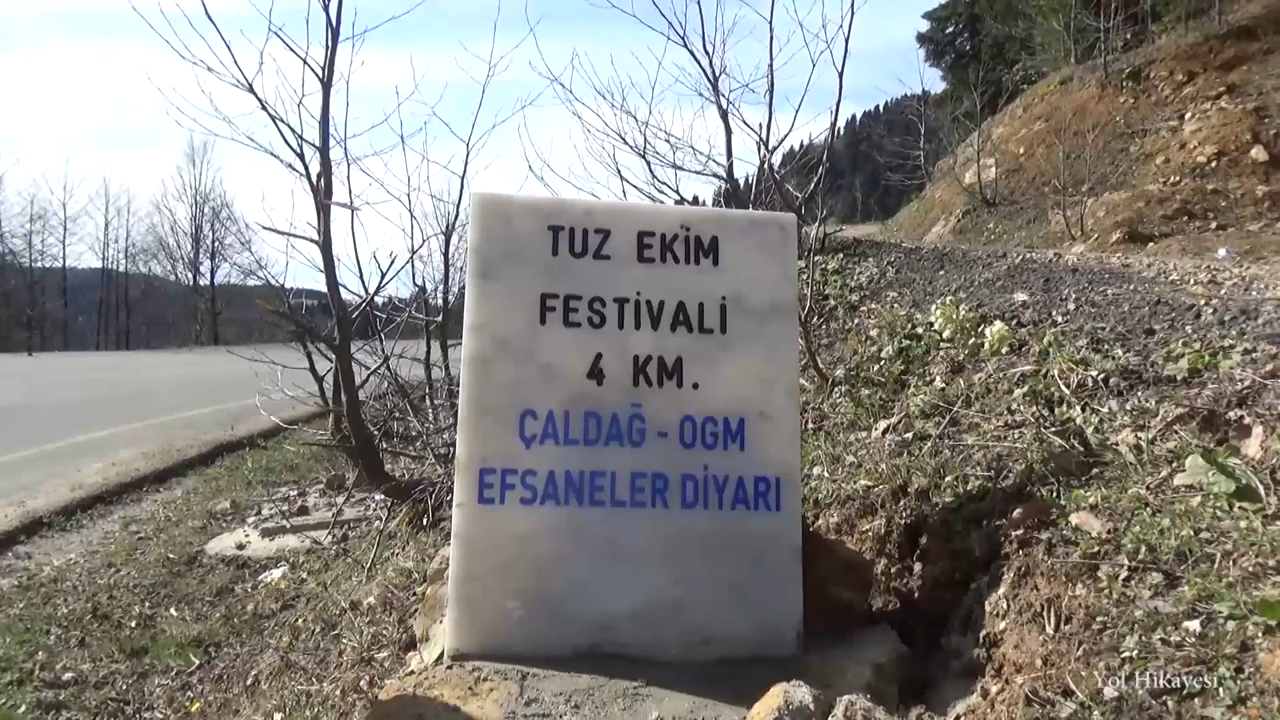 TUZ EKİM
FESTİVALİ
4 KM.
ÇALDAĞ - OGM
EFSANELER DİYARI
Yol Hikayesi